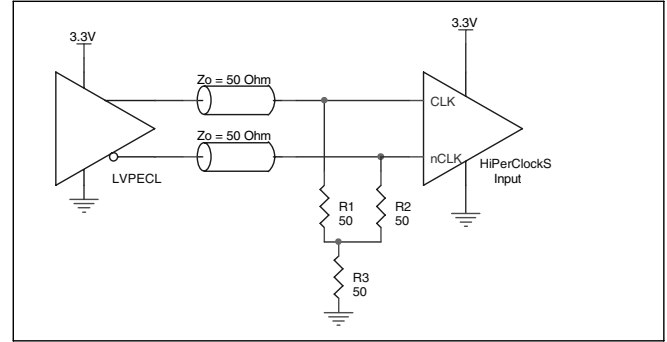 3.3V
3.3V
Zo = 50 Ohm
CLK
Zo = 50 Ohm
nCLK
HiPerClockS
Input
LVPECL
R1
50
R2
50
R3
50